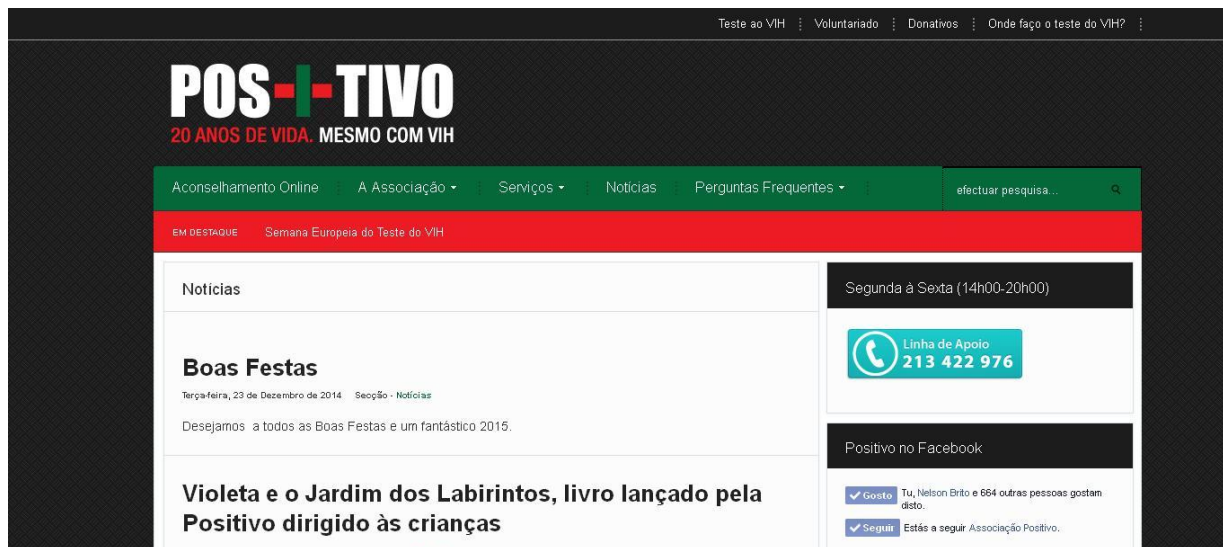 Teste ao VIH
Voluntariado
Donativos
Onde faço o teste do VIH?
POS-I-TIVO
20 ANOS DE VIDA. MESMO COM VIH
Aconselhamento Online
A Associação
Serviços
Notícias
Perguntas Frequentes
efectuar pesquisa...
EM DESTAQUE
Semana Europeia do Teste do VIH
Notícias
Boas Festas
Terça-feira, 23 de Dezembro de 2014 Secção - Notícias
Desejamos a todos as Boas Festas e um fantástico 2015.
Violeta e o Jardim dos Labirintos, livro lançado pela
Positivo dirigido às crianças
Segunda à Sexta (14h00-20h00)
Linha de Apoio
213 422 976
Positivo no Facebook
Gosto
Tu, Nelson Brito e 664 outras pessoas gostam
disto.
Seguir
Estás a seguir Associação Positivo.